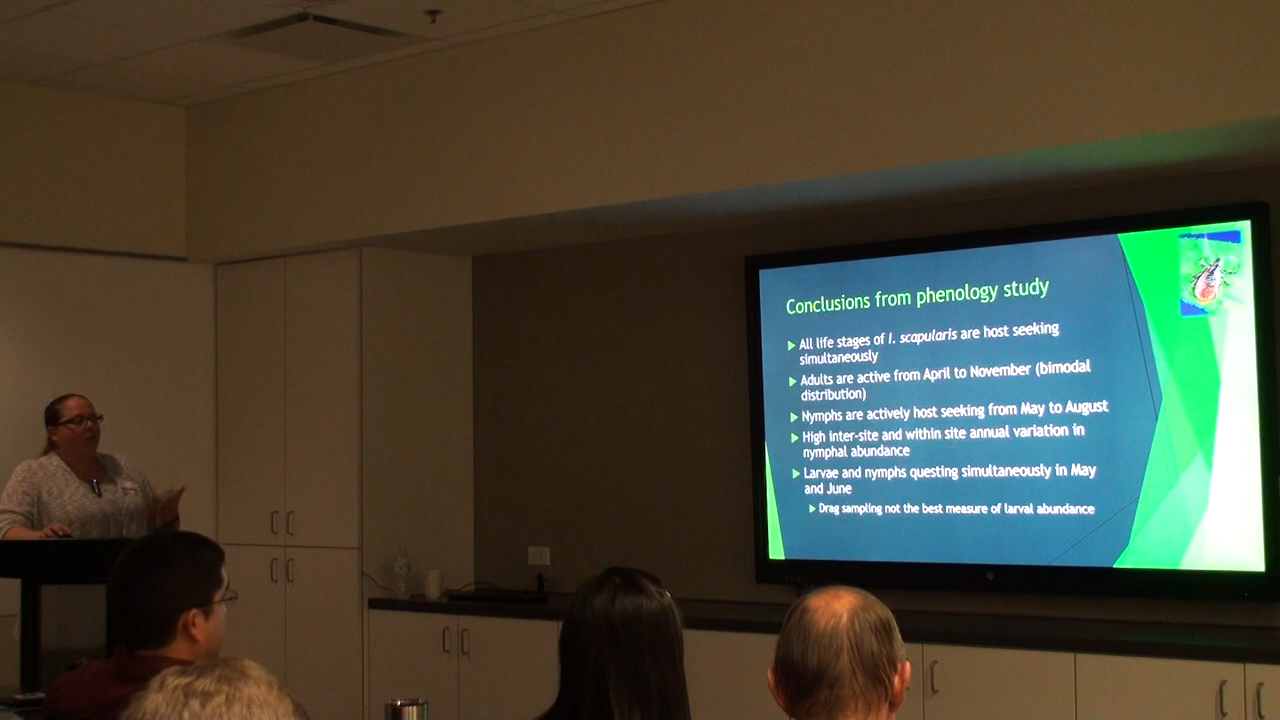 Conclusions from phenology study
All life stages of I. scapularis are host seeking
simultaneously
Adults are active from April to November (bimodal
distribution)
Nymphs are actively host seeking from May to August
High inter-site and within site annual variation in
nymphal abundance
Larvae and nymphs questing simultaneously in May
and June
Drag sampling not the best measure of larval abundance